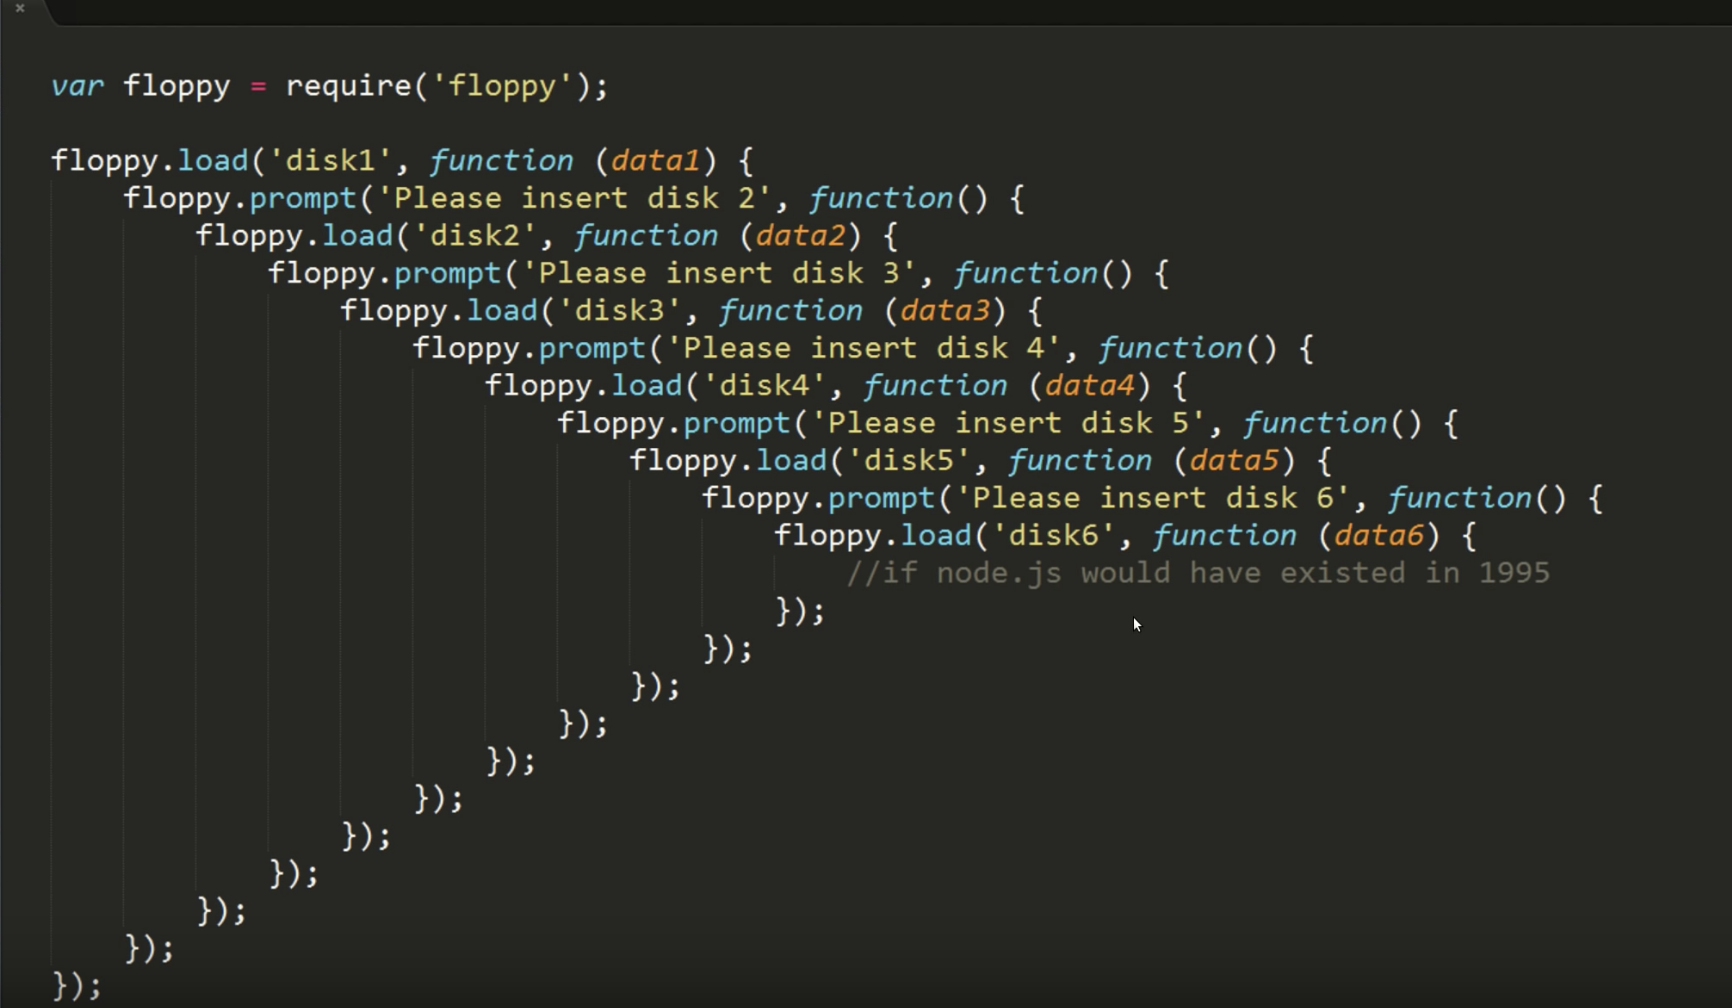 var floppy = require('floppy');
floppy.load('disk1', function (data1) {
floppy.prompt('Please insert disk 2', function() {
floppy.load('disk2', function (data2) {
floppy.prompt('Please insert disk 3', function() {
floppy.load('disk3', function (data3) {
floppy.prompt('Please insert disk 4', function() {
floppy.load('disk4', function (data4) {
floppy.prompt('Please insert disk 5', function() {
floppy.load('disk5', function (data5) {
floppy.prompt('Please insert disk 6', function() {
floppy.load('disk6', function (data6) {
//if node.js would have existed in 1995
});
});
});
});
});
});
});
});
});
});
});